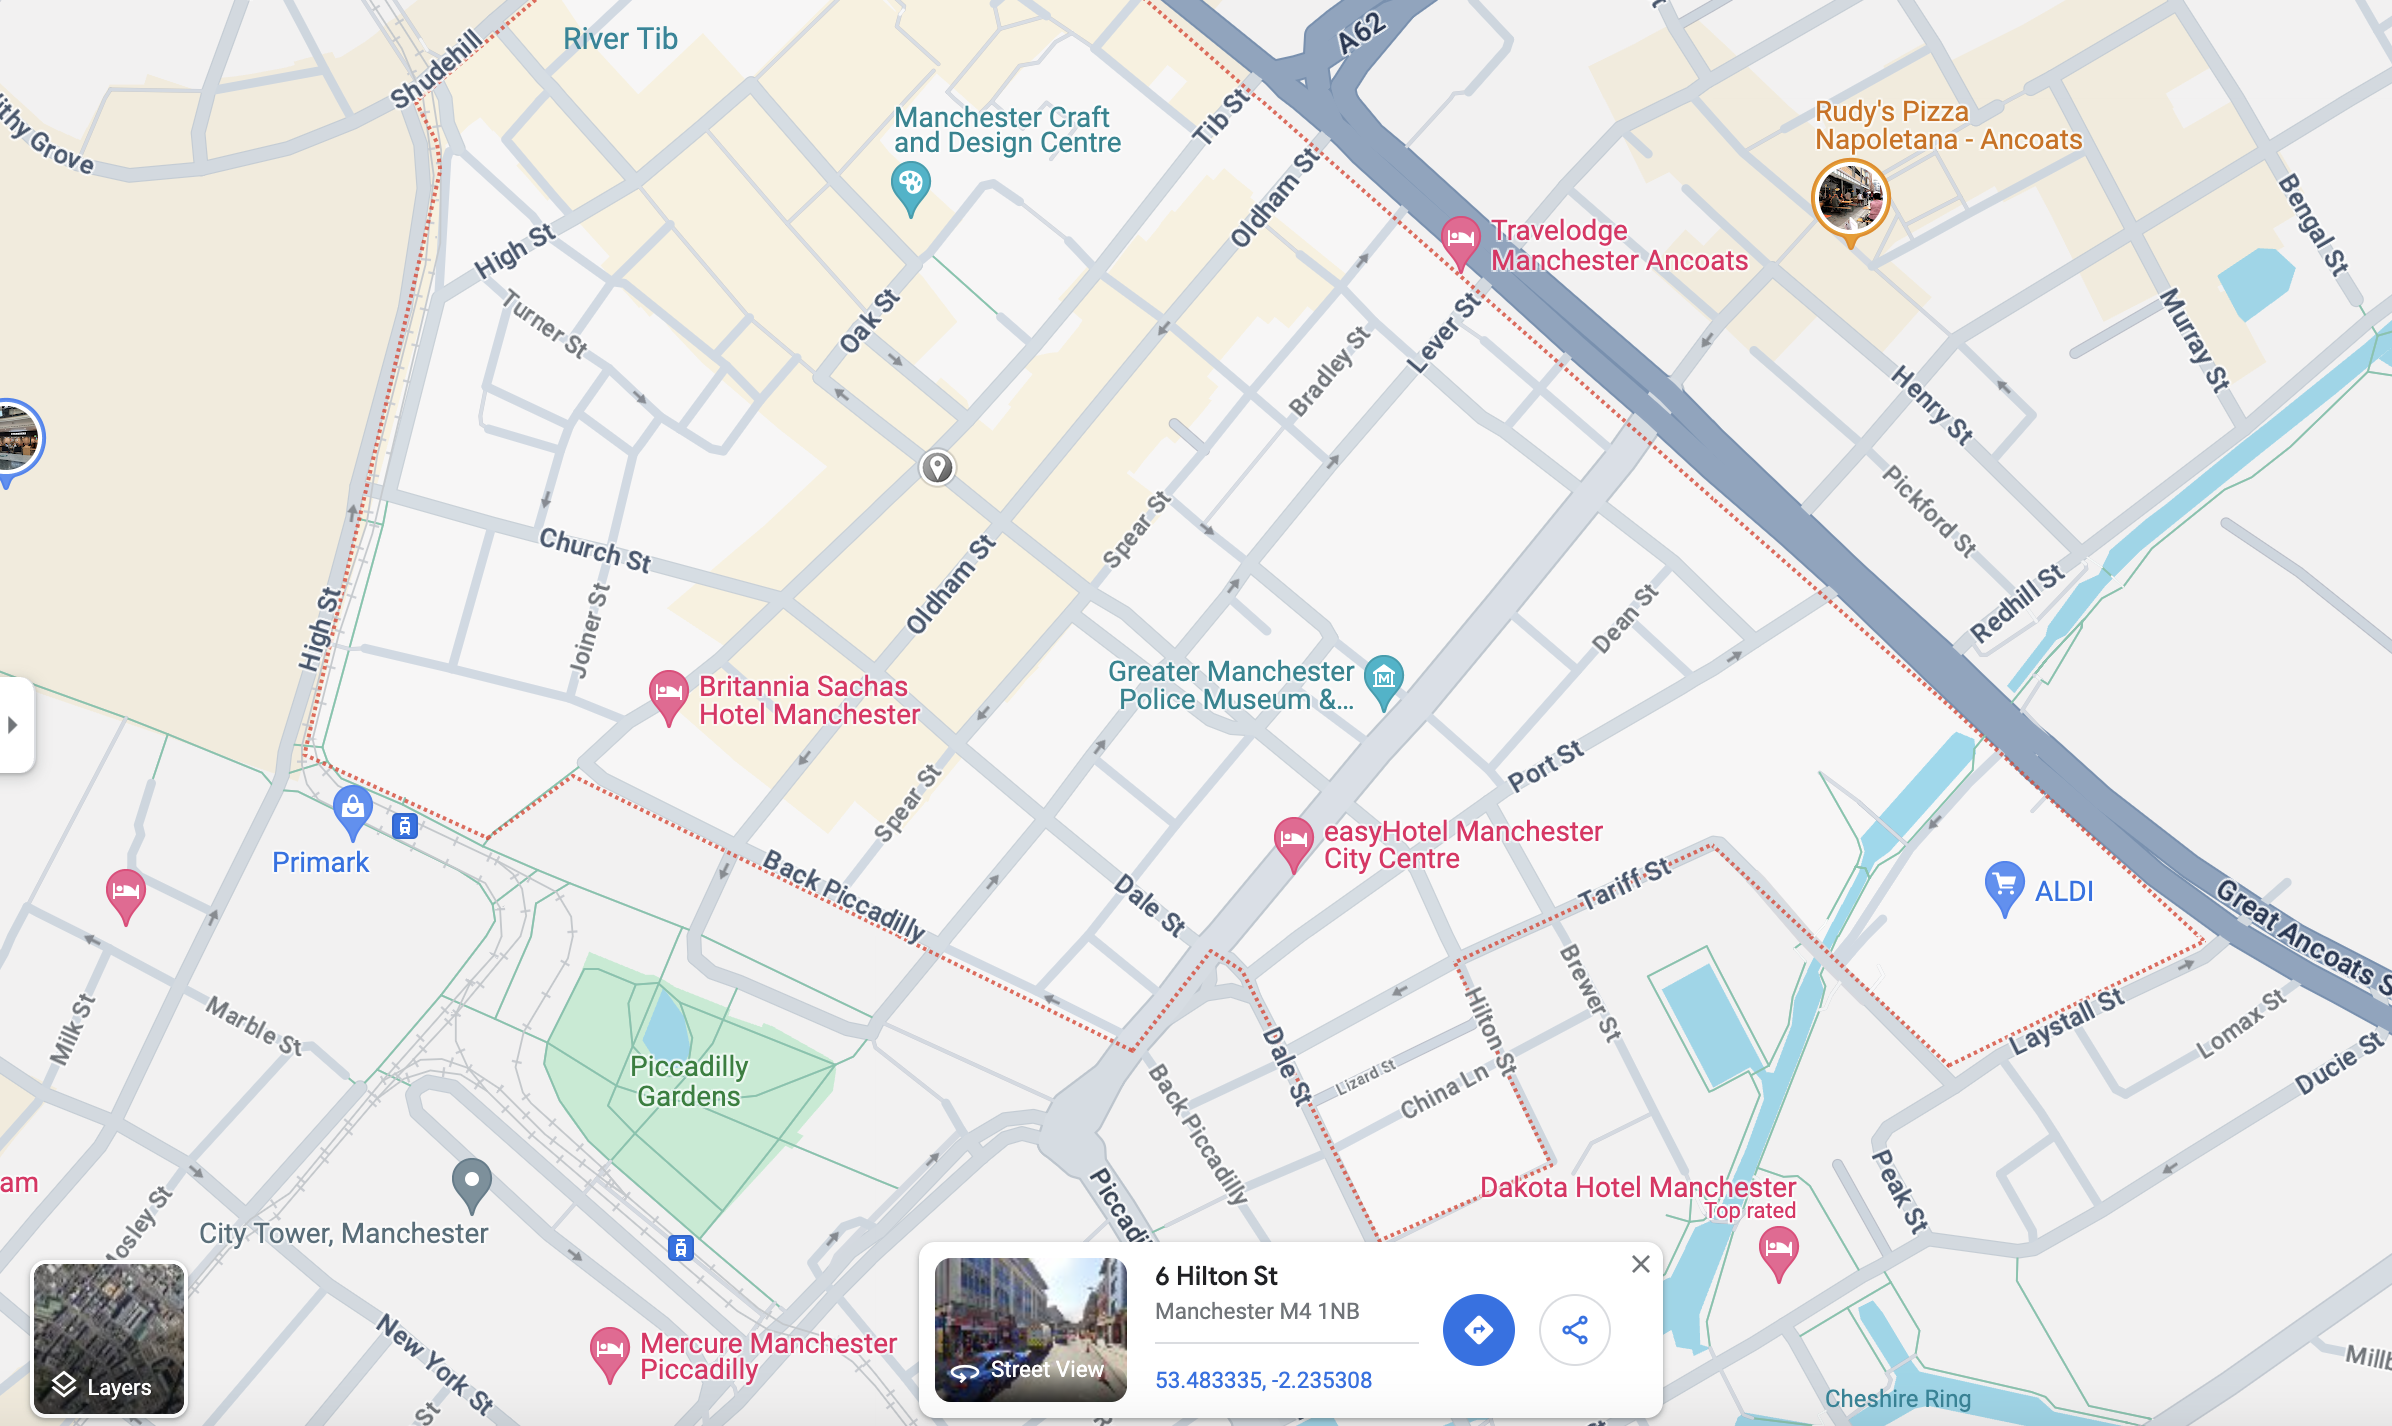 River Tib
A62
Shudehill
Tib St
Manchester Craft
and Design Centre
Rudy's Pizza
Napoletana - Ancoats
ithy Grove
Oldham St
Travelodge
Manchester Ancoats
Bengal St
High St
Turner St
Oak St
Lever St
Bradley St
Murray St
Henry St
Pickford St
Spear St
Church St
Oldham St
Redhill St
High St
Joiner St
Dean St
Britannia Sachas
Hotel Manchester
Greater Manchester
Police Museum &...
Port St
Spear St
Primark
Back Piccadilly
Dale St
easyHotel Manchester
City Centre
Tariff St
ALDI
Great Ancoats S
Brewer St
Hilton St
Milk St
Marble St
Laystall St
Lomax St
Ducie St
Piccadilly
Gardens
Dale St
Lizard St
China Ln
Back Piccadilly
Peak St
am
Dakota Hotel Manchester
Top rated
Piccadi
City Tower, Manchester
Mosley St
New York St
St
Mercure Manchester
Piccadilly
Layers
Street View
6 Hilton St
Manchester M4 1NB
53.483335, -2.235308
Cheshire Ring
Millb